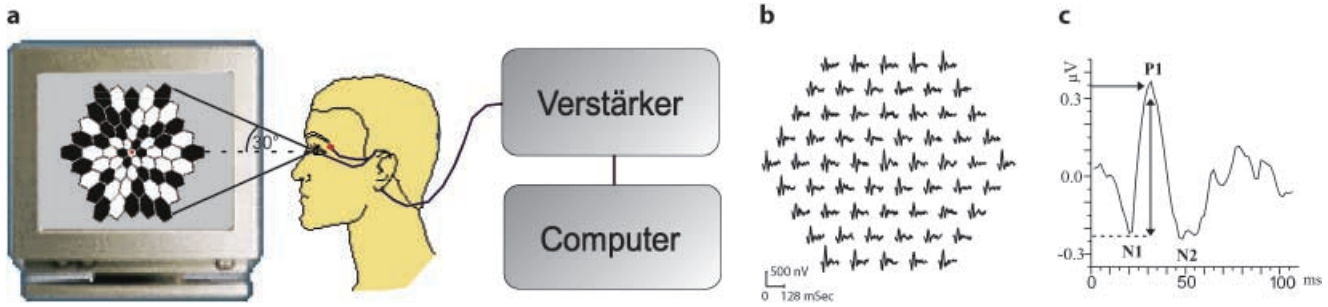 a
30°
Verstärker
Computer
b
500 nV
0 128 mSec
c
µV
P1
0.3
0.0
-0.3
N1
N2
0
50
100
ms